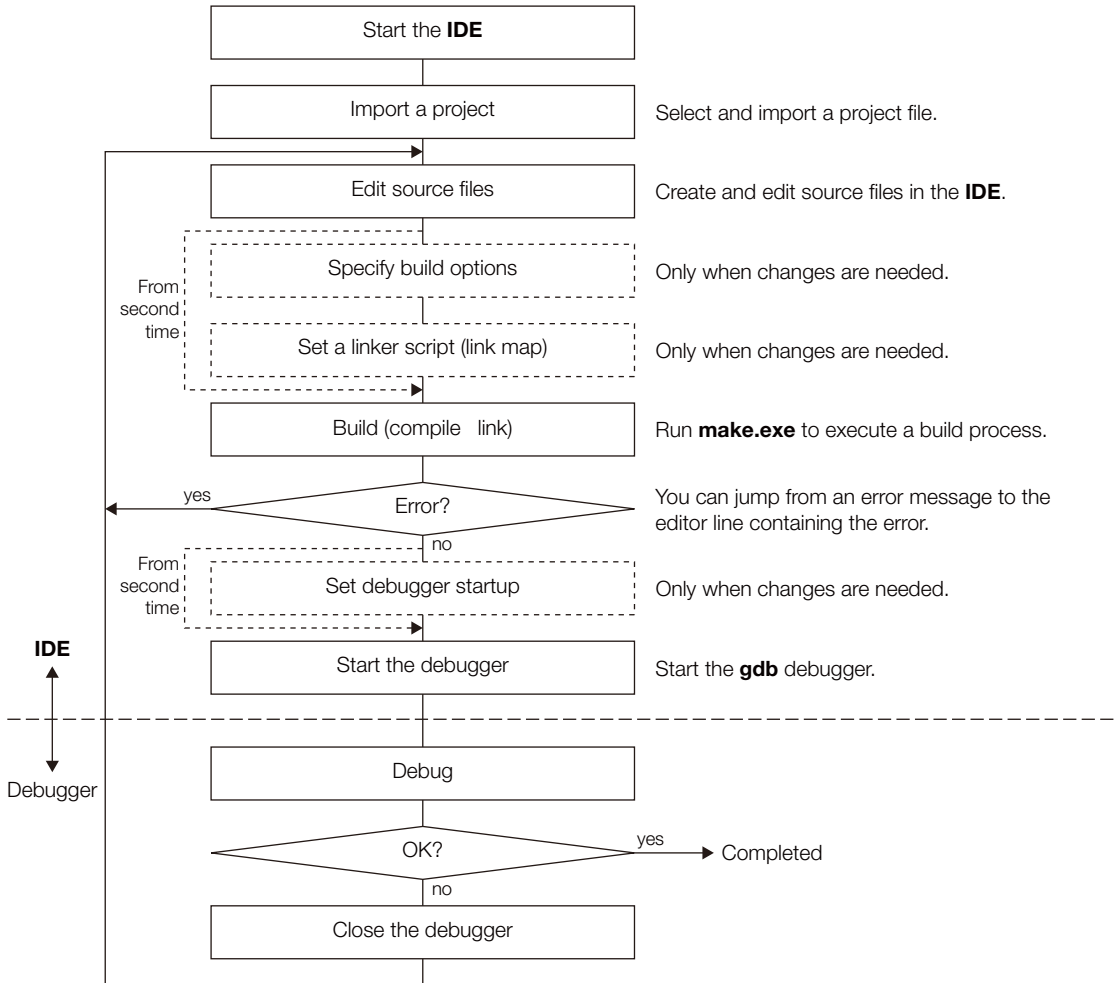 Start the IDE
Import a project
Select and import a project file.
Edit source files
Create and edit source files in the IDE.
Specify build options
Only when changes are needed.
From
second
time
Set a linker script (link map)
Only when changes are needed.
Build (compile link)
Run make.exe to execute a build process.
yes
Error?
You can jump from an error message to the
editor line containing the error.
no
From
second
time
Set debugger startup
Only when changes are needed.
IDE
Start the debugger
Start the gdb debugger.
Debugger
Debug
OK?
yes
Completed
no
Close the debugger